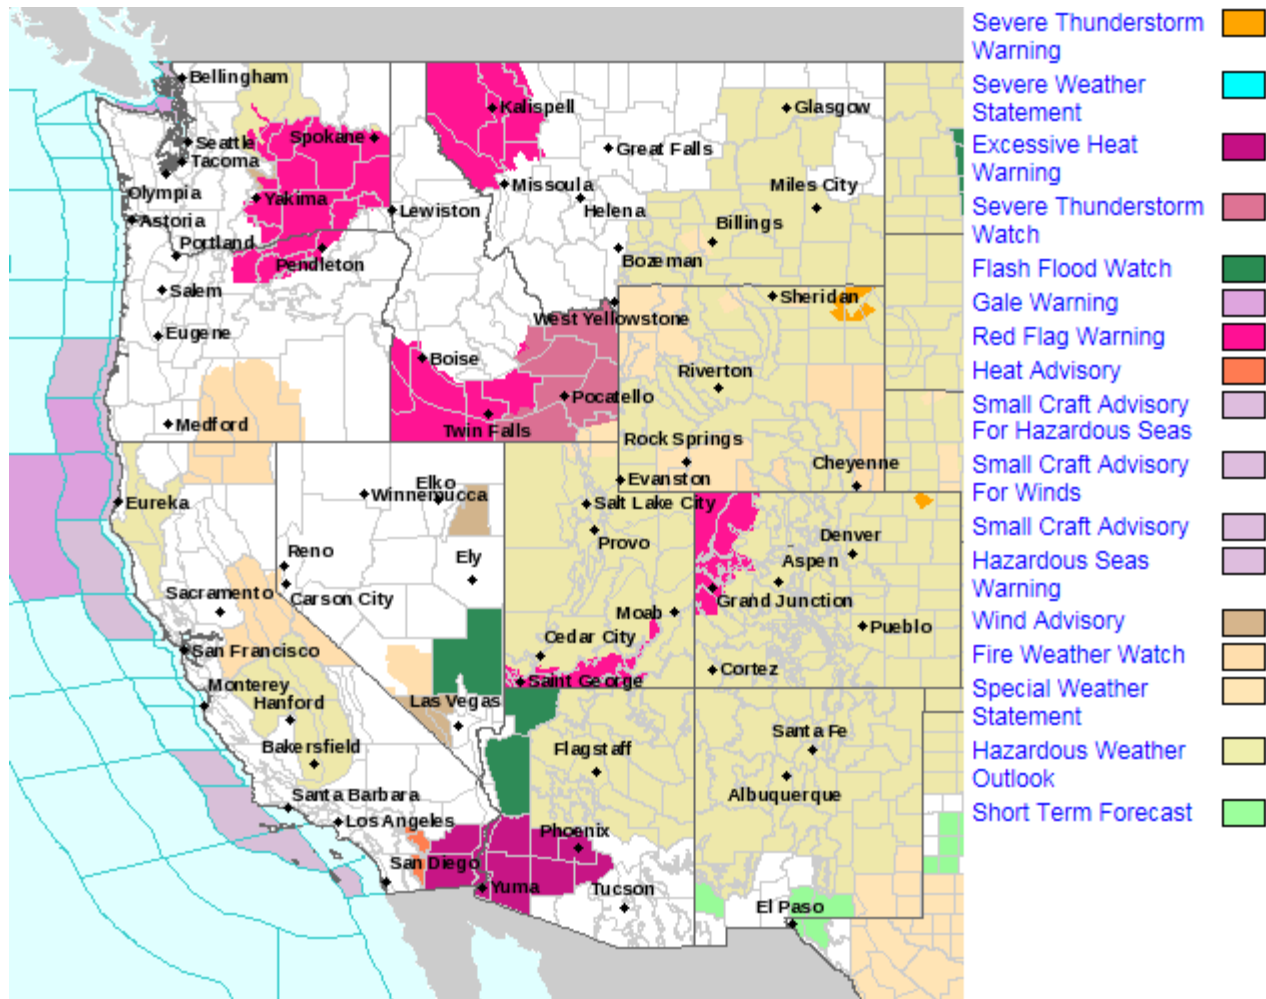 Bellingham
Seattle
Tacoma
Olympia
Astoria
Portland
Salem
Eugene
Medford
Spokane
Yakima
Pendleton
Lewiston
Kalispell
Missoula
Great Falls
Helena
Bozeman
Glasgow
Miles City
Billings
Sheridan
West Yellowstone
Boise
Pocatello
Twin Falls
Riverton
Rock Springs
Evanston
Cheyenne
Eureka
Winnemucca
Elko
Ely
Reno
Carson City
Sacramento
San Francisco
Monterey
Hanford
Bakersfield
Santa Barbara
Los Angeles
San Diego
Las Vegas
Salt Lake City
Provo
Moab
Cedar City
Saint George
Denver
Aspen
Grand Junction
Pueblo
Cortez
Flagstaff
Phoenix
Yuma
Tucson
Santa Fe
Albuquerque
El Paso
Severe Thunderstorm
Warning
Severe Weather
Statement
Excessive Heat
Warning
Severe Thunderstorm
Watch
Flash Flood Watch
Gale Warning
Red Flag Warning
Heat Advisory
Small Craft Advisory
For Hazardous Seas
Small Craft Advisory
For Winds
Small Craft Advisory
Hazardous Seas
Warning
Wind Advisory
Fire Weather Watch
Special Weather
Statement
Hazardous Weather
Outlook
Short Term Forecast